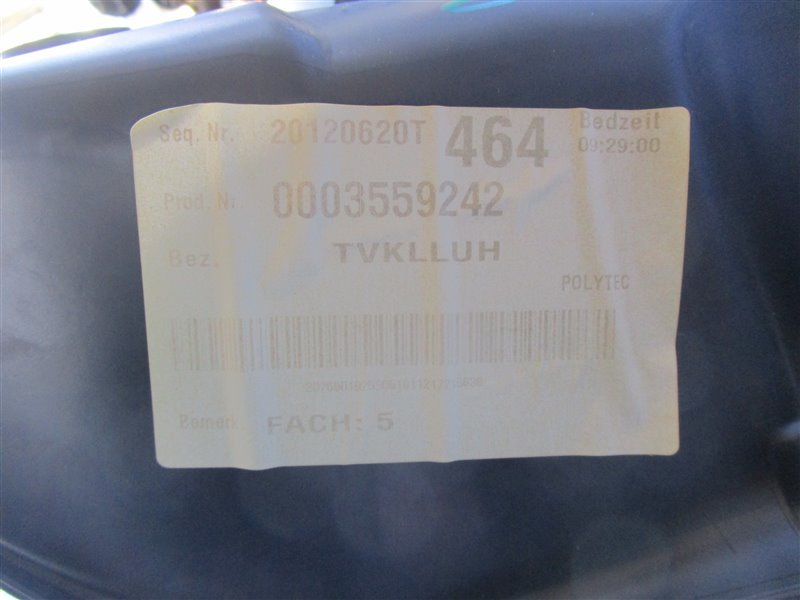 Seq. Nr. 20120620T 464 Bedzeit 09:29:00
Prod. Nr. 0003559242
Bez. TVKLLUH
POLYTEC
Bemerk. FACH: 5